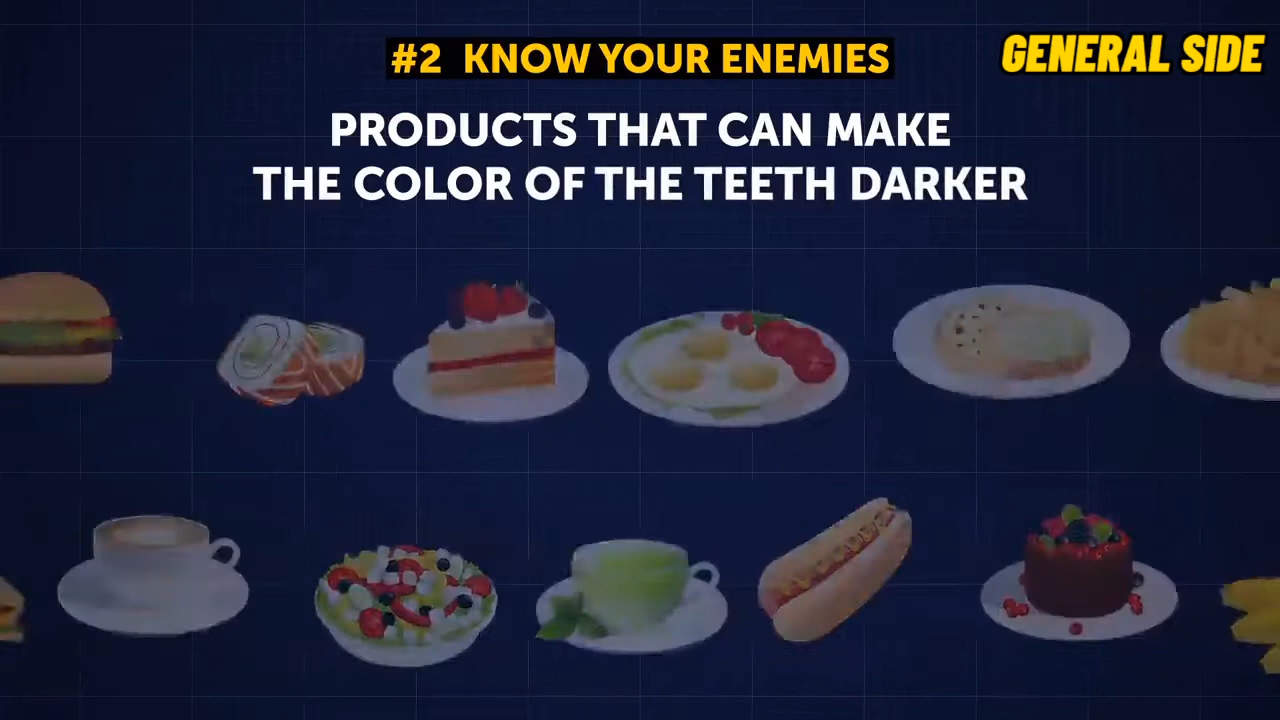 #2 KNOW YOUR ENEMIES
GENERAL SIDE
PRODUCTS THAT CAN MAKE
THE COLOR OF THE TEETH DARKER